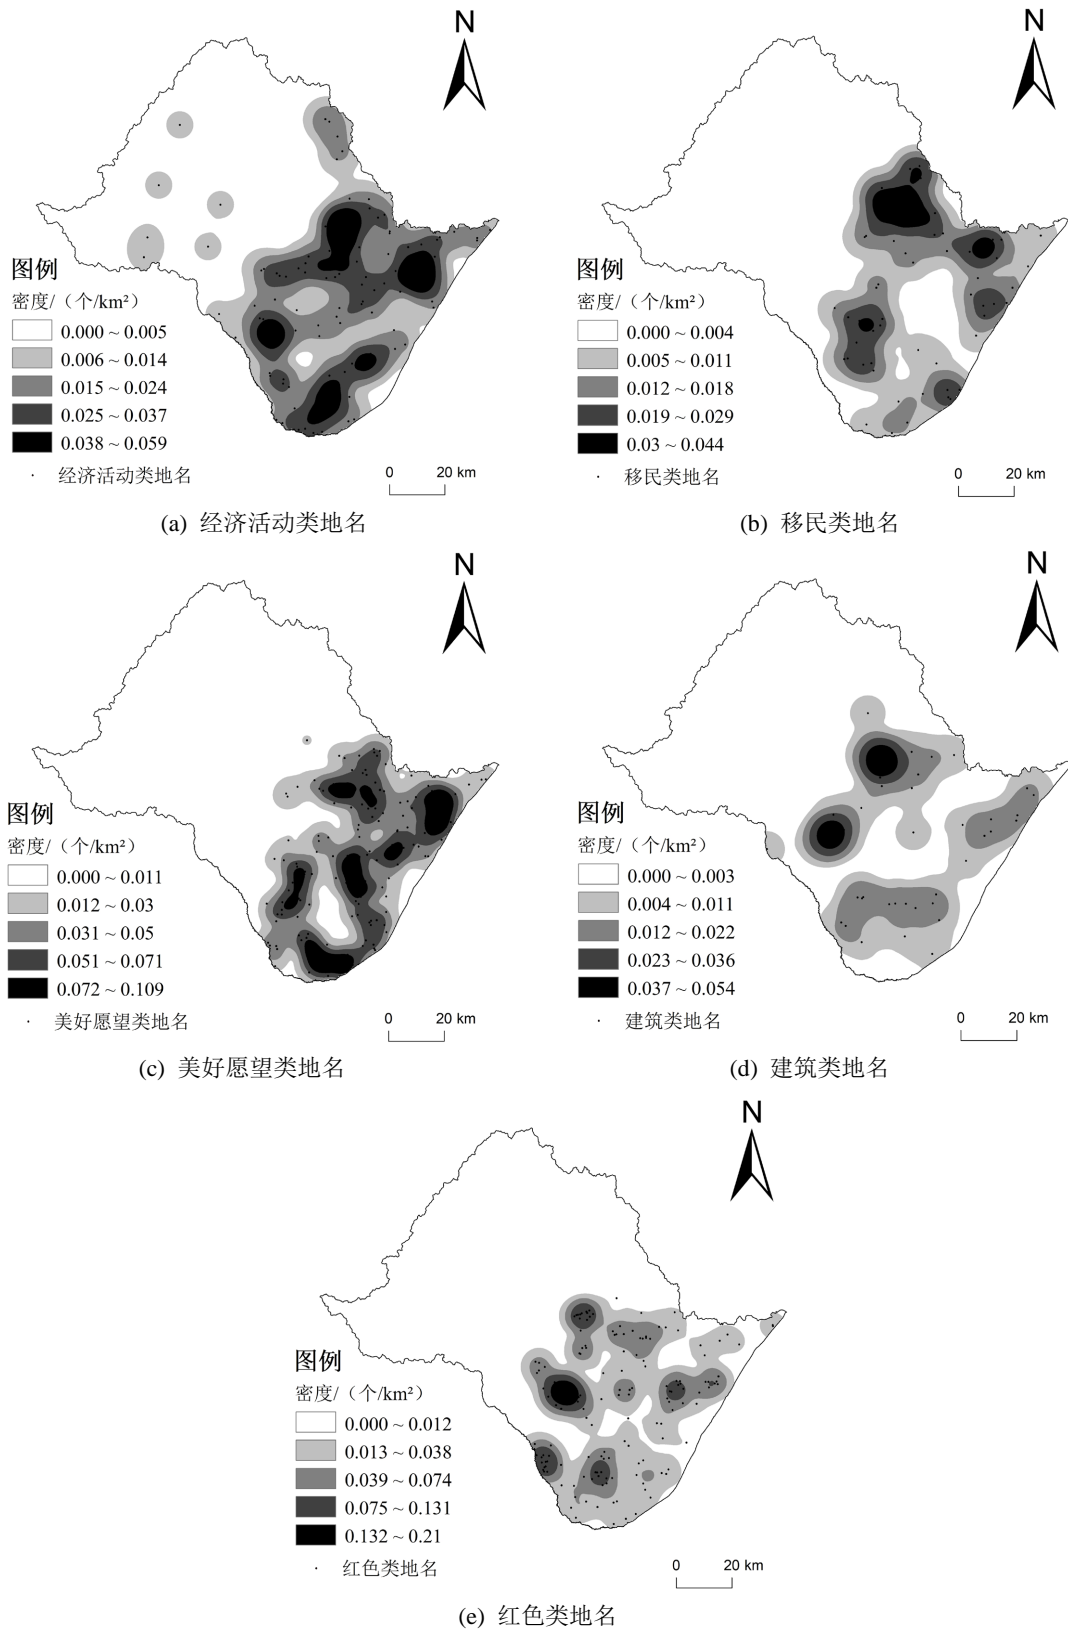 N
图例
密度/（个/km²）
0.000 ~ 0.005
0.006 ~ 0.014
0.015 ~ 0.024
0.025 ~ 0.037
0.038 ~ 0.059
· 经济活动类地名
0 20 km
(a) 经济活动类地名
N
图例
密度/（个/km²）
0.000 ~ 0.004
0.005 ~ 0.011
0.012 ~ 0.018
0.019 ~ 0.029
0.03 ~ 0.044
· 移民类地名
0 20 km
(b) 移民类地名
N
图例
密度/（个/km²）
0.000 ~ 0.011
0.012 ~ 0.03
0.031 ~ 0.05
0.051 ~ 0.071
0.072 ~ 0.109
· 美好愿望类地名
0 20 km
(c) 美好愿望类地名
N
图例
密度/（个/km²）
0.000 ~ 0.003
0.004 ~ 0.011
0.012 ~ 0.022
0.023 ~ 0.036
0.037 ~ 0.054
· 建筑类地名
0 20 km
(d) 建筑类地名
N
图例
密度/（个/km²）
0.000 ~ 0.012
0.013 ~ 0.038
0.039 ~ 0.074
0.075 ~ 0.131
0.132 ~ 0.21
· 红色类地名
0 20 km
(e) 红色类地名